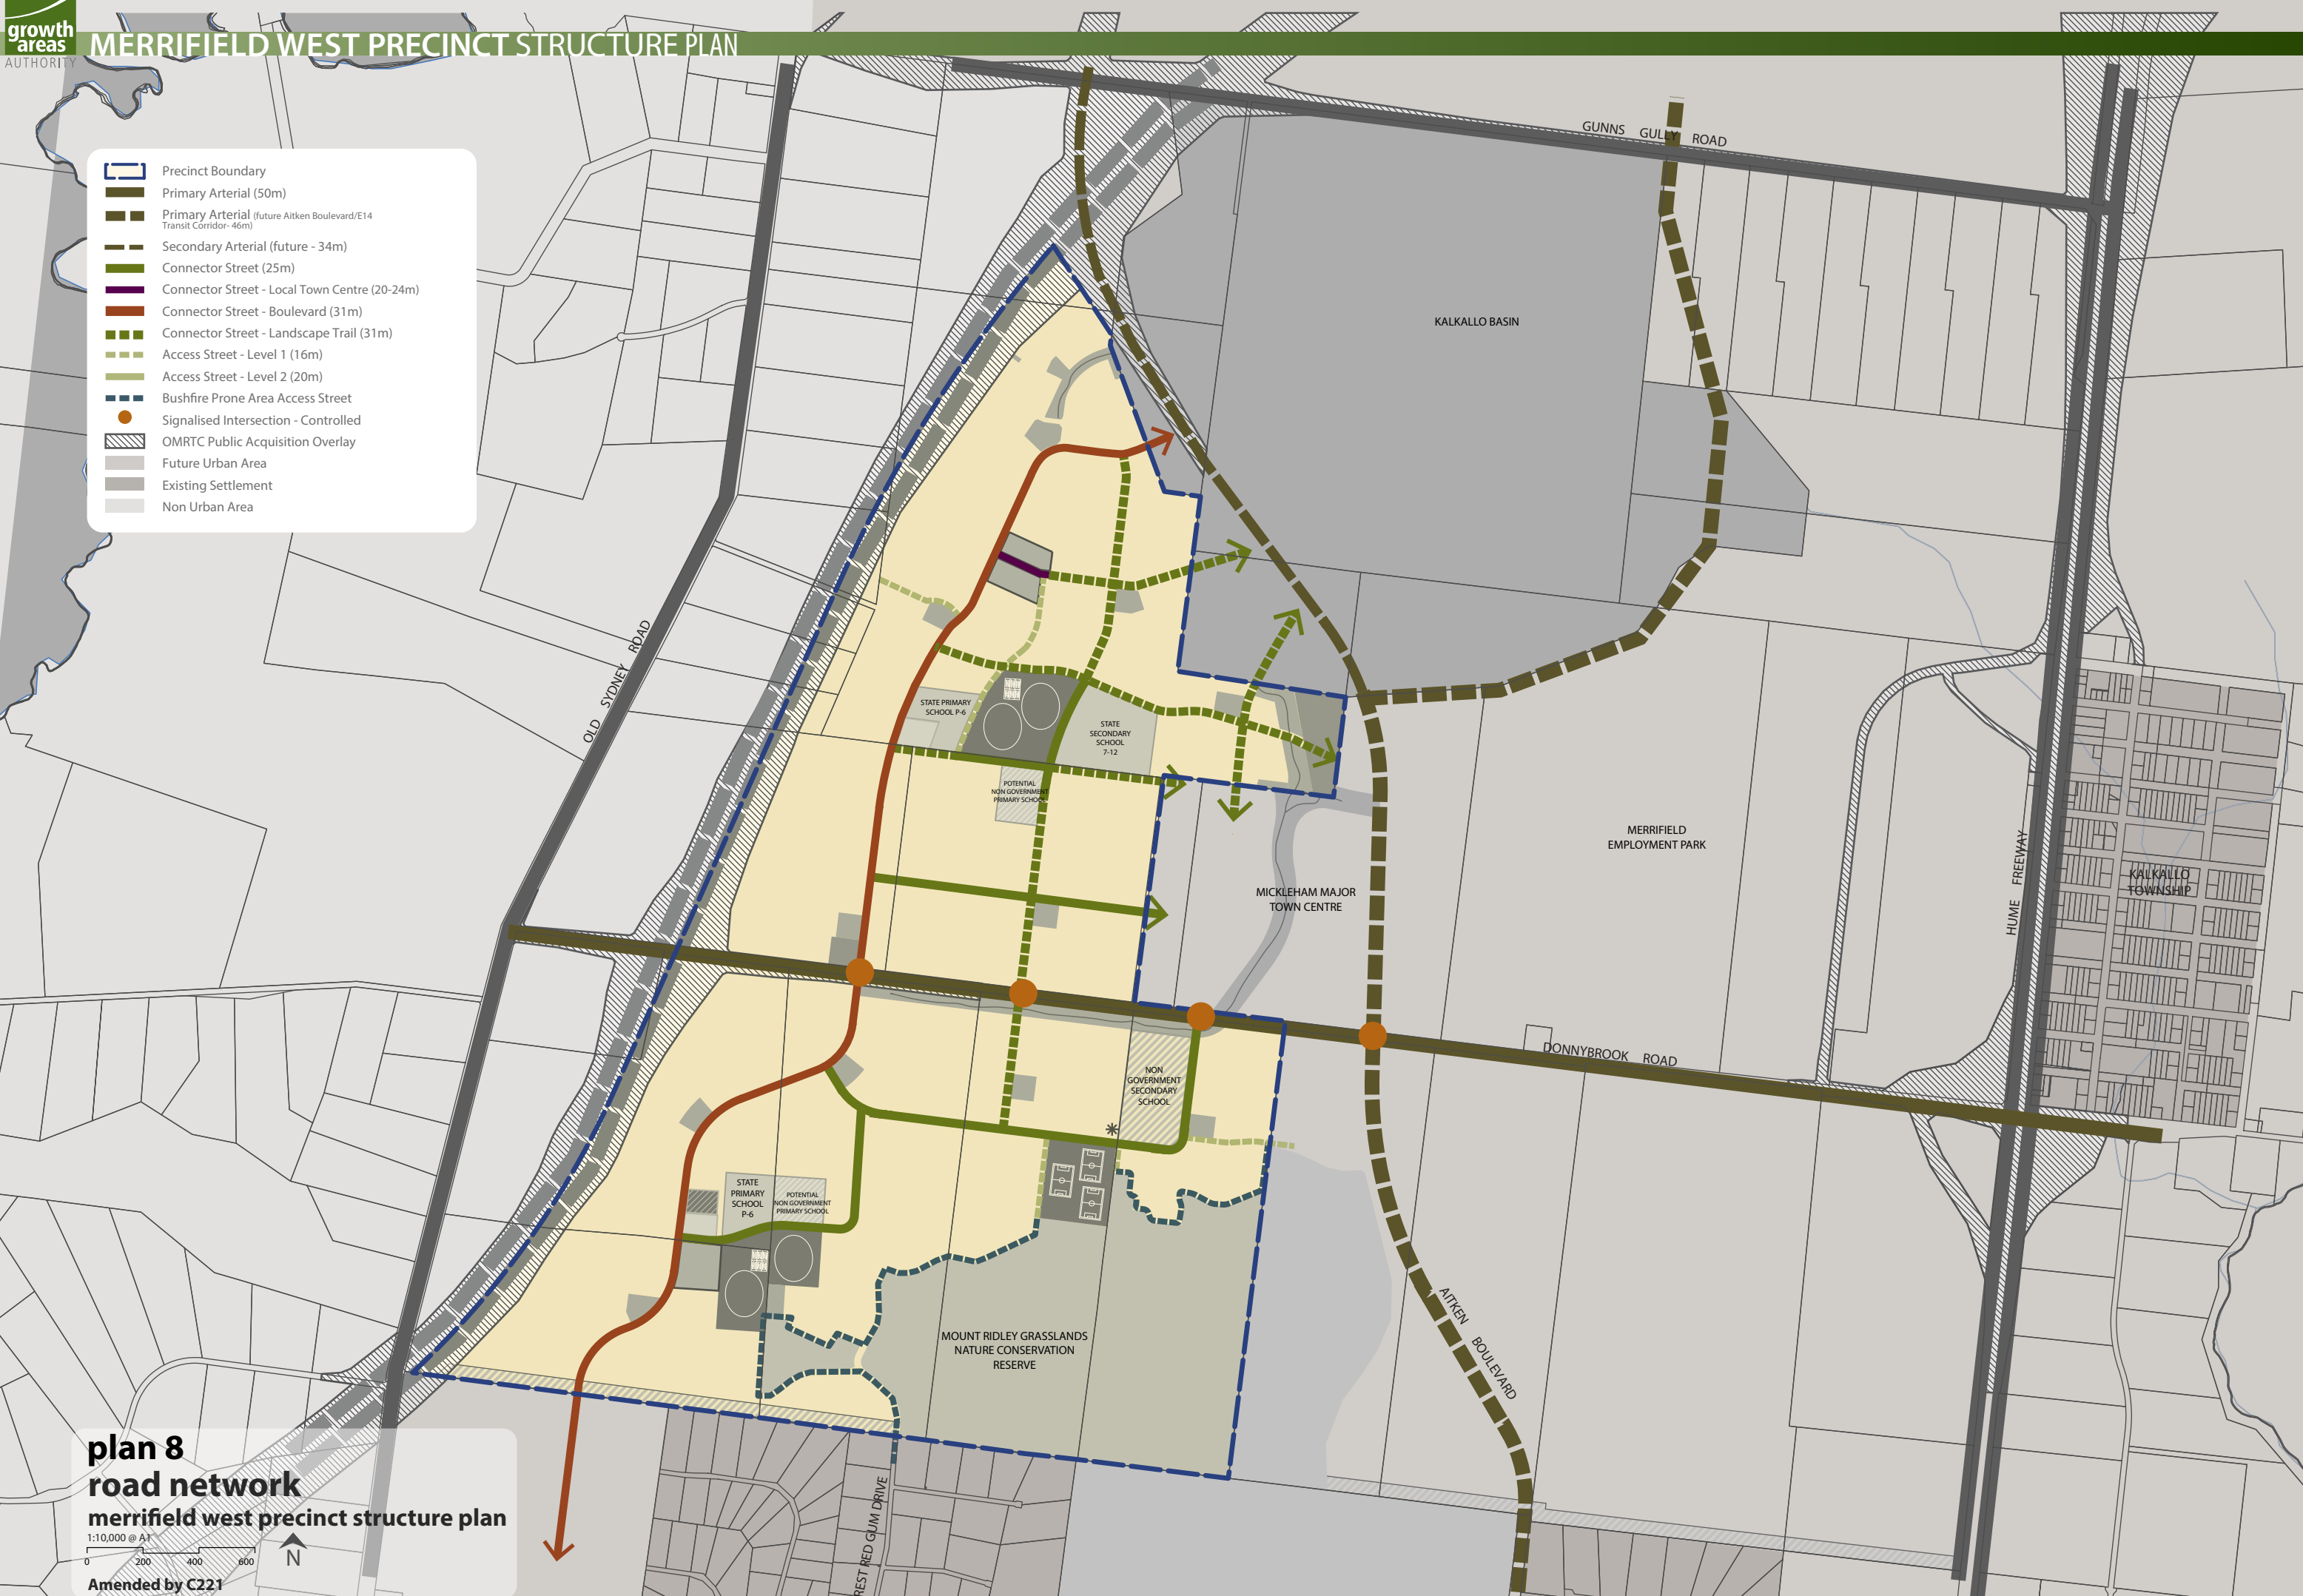 growth
areas
AUTHORITY
MERRIFIELD WEST PRECINCT STRUCTURE PLAN
Precinct Boundary
Primary Arterial (50m)
Primary Arterial (future Aitken Boulevard/E14
Transit Corridor- 46m)
Secondary Arterial (future - 34m)
Connector Street (25m)
Connector Street - Local Town Centre (20-24m)
Connector Street - Boulevard (31m)
Connector Street - Landscape Trail (31m)
Access Street - Level 1 (16m)
Access Street - Level 2 (20m)
Bushfire Prone Area Access Street
Signalised Intersection - Controlled
OMRTC Public Acquisition Overlay
Future Urban Area
Existing Settlement
Non Urban Area
GUNNS GULLY ROAD
KALKALLO BASIN
OLD SYDNEY ROAD
STATE PRIMARY
SCHOOL P-6
STATE
SECONDARY
SCHOOL
7-12
POTENTIAL
NON GOVERNMENT
PRIMARY SCHOOL
MERRIFIELD
EMPLOYMENT PARK
MICKLEHAM MAJOR
TOWN CENTRE
HUME FREEWAY
KALKALLO
TOWNSHIP
DONNYBROOK ROAD
NON
GOVERNMENT
SECONDARY
SCHOOL
STATE
PRIMARY
SCHOOL
P-6
POTENTIAL
NON GOVERNMENT
PRIMARY SCHOOL
MOUNT RIDLEY GRASSLANDS
NATURE CONSERVATION
RESERVE
AITKEN BOULEVARD
REST RED GUM DRIVE
plan 8
road network
merrifield west precinct structure plan
1:10,000 @ A1
0 200 400 600
N
Amended by C221